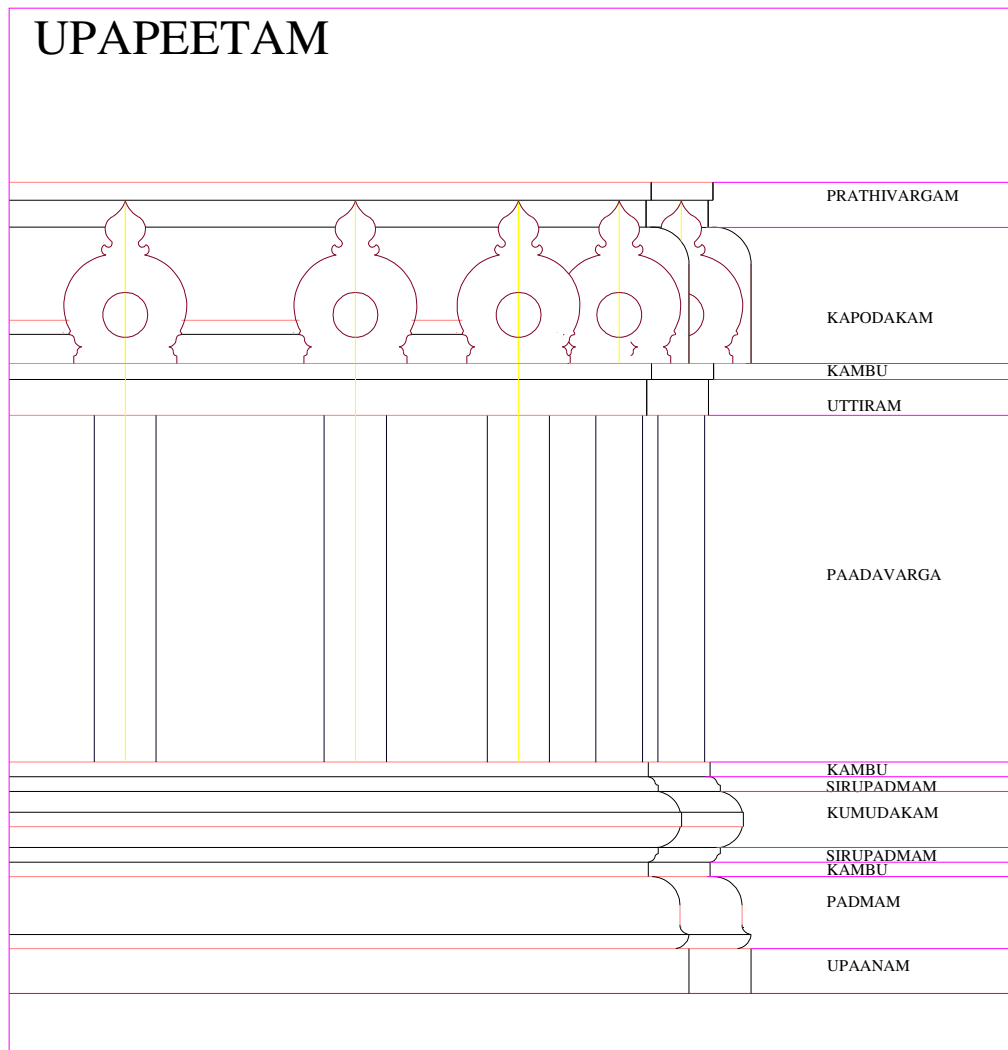 UPAPEETAM
PRATHIVARGAM
KAPODAKAM
KAMBU
UTTIRAM
PAADAVARGA
KAMBU
SIRUPADMAM
KUMUDAKAM
SIRUPADMAM
KAMBU
PADMAM
UPAANAM